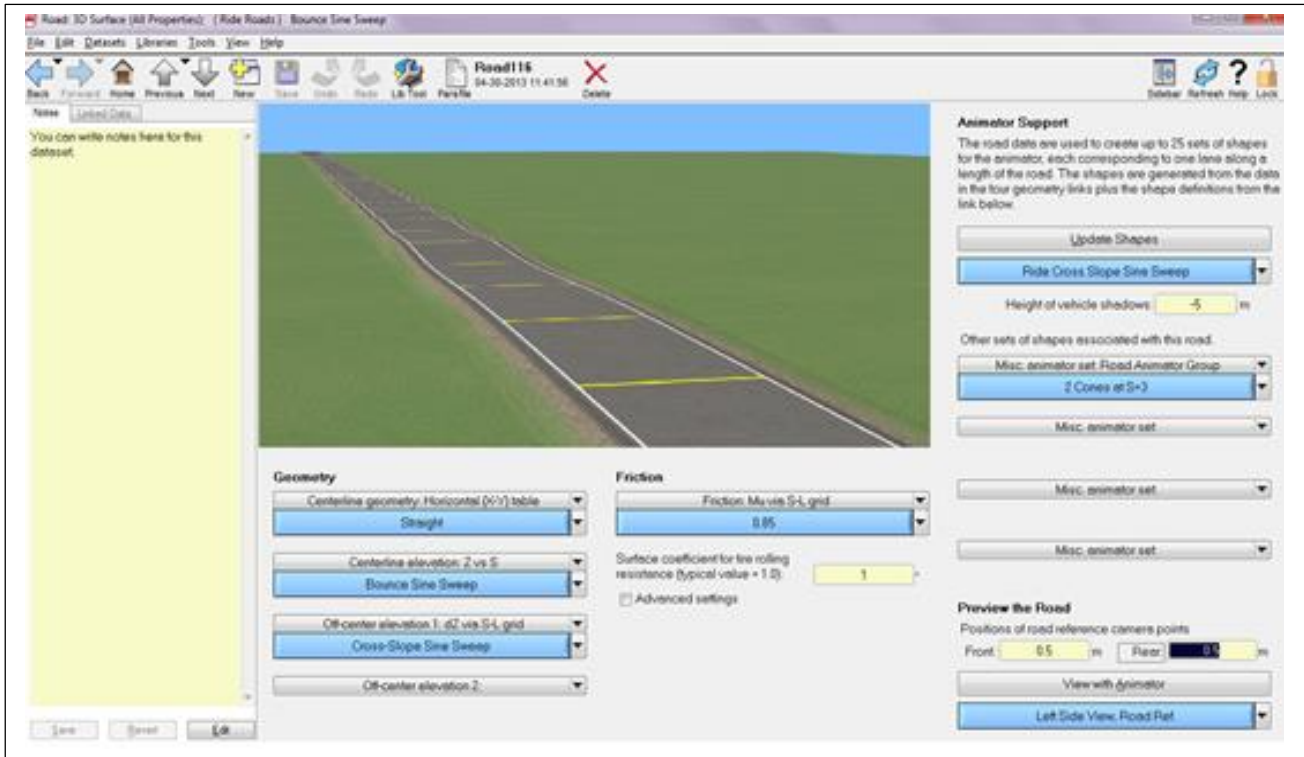 Road: 3D Surface (All Properties); { Ride Roads } Bounce Sine Sweep
File Edit Datasets Libraries Tools View Help
Back Forward Home Previous Next New Save Undo Redo Lib Tool Parsfile
Road116
04-30-2013 11:41:56
Delete
Sidebar Refresh Help Lock
Notes Linked Data
You can write notes here for this
dataset.
Save Revert Edit
Geometry
Centerline geometry: Horizontal (X-Y) table
Straight
Centerline elevation: Z vs S
Bounce Sine Sweep
Off-center elevation 1: dZ via S-L grid
Cross-Slope Sine Sweep
Off-center elevation 2:
Friction
Friction: Mu via S-L grid
0.85
Surface coefficient for tire rolling
resistance (typical value = 1.0):
1 -
Advanced settings
Animator Support
The road data are used to create up to 25 sets of shapes
for the animator, each corresponding to one lane along a
length of the road. The shapes are generated from the data
in the four geometry links plus the shape definitions from the
link below.
Update Shapes
Ride Cross Slope Sine Sweep
Height of vehicle shadows: -5 m
Other sets of shapes associated with this road.
Misc. animator set: Road Animator Group
2 Cones at S=3
Misc. animator set:
Misc. animator set:
Misc. animator set:
Preview the Road
Positions of road reference camera points
Front: 0.5 m Rear: 0.5 m
View with Animator
Left Side View, Road Ref.